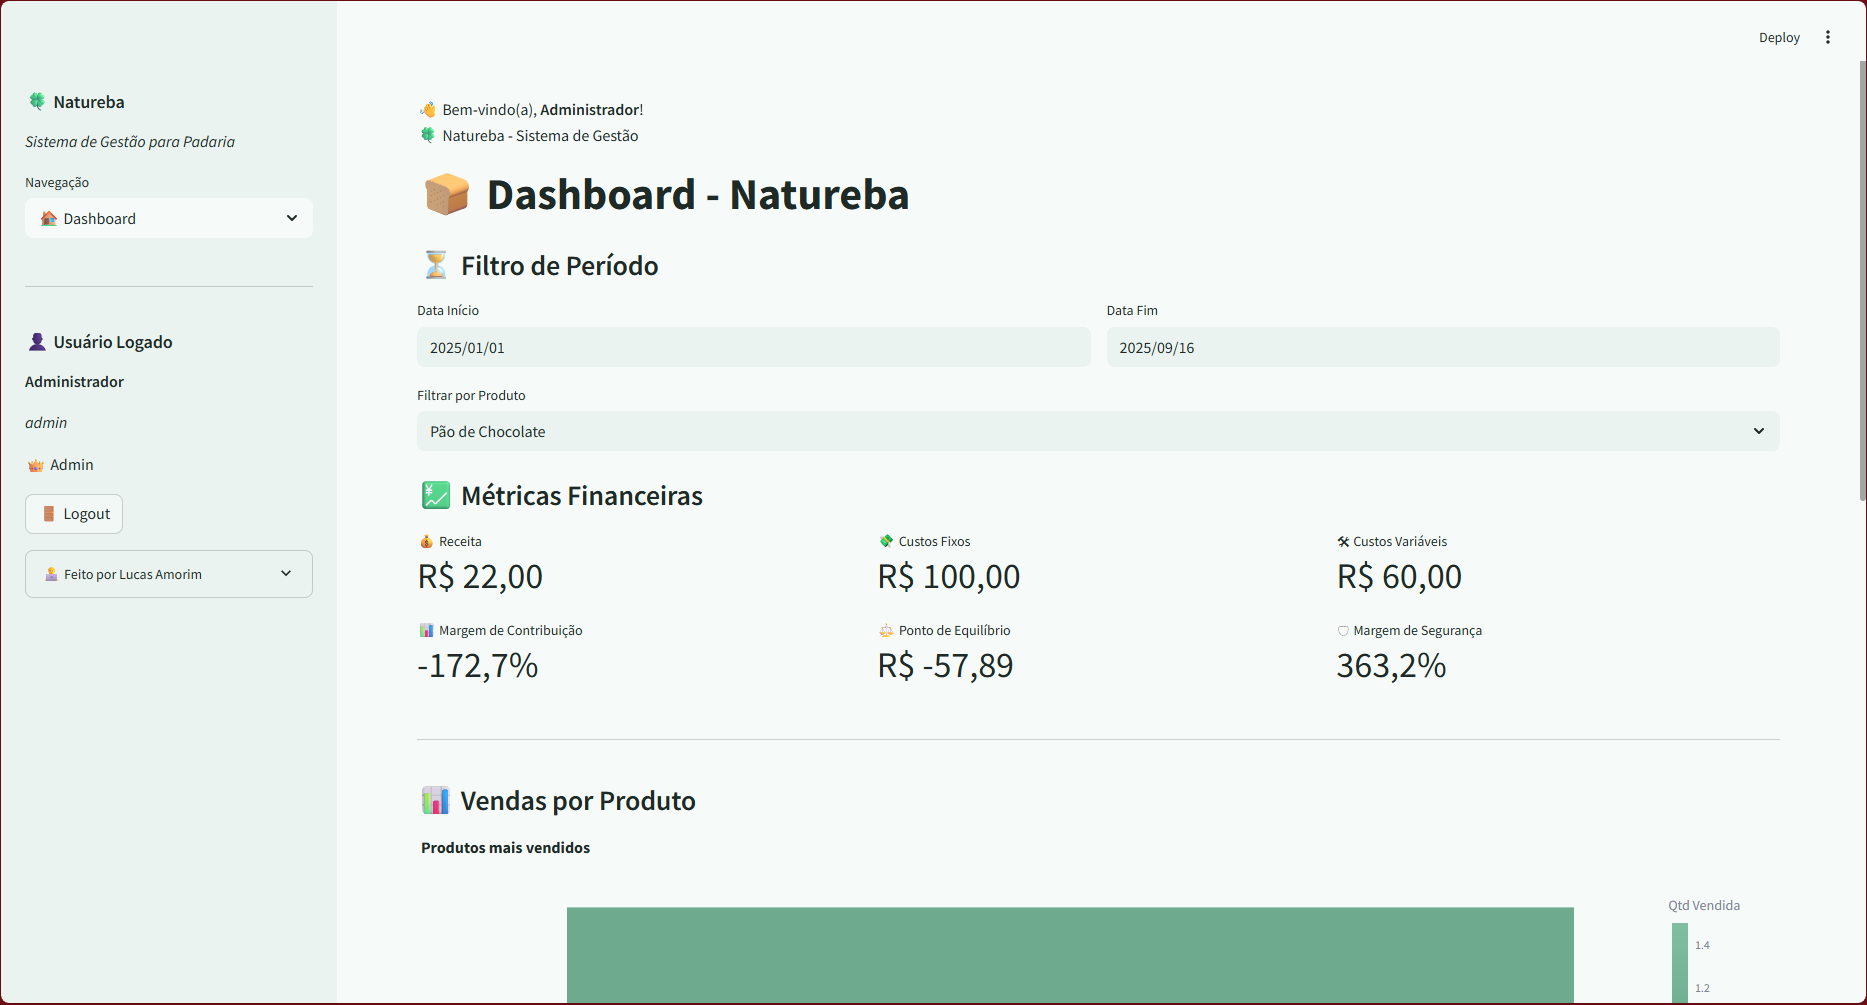 Deploy
Natureba
Sistema de Gestão para Padaria
Navegação
Dashboard
Usuário Logado
Administrador
admin
Admin
Logout
Feito por Lucas Amorim
Bem-vindo(a), Administrador!
Natureba - Sistema de Gestão
Dashboard - Natureba
Filtro de Período
Data Início
Data Fim
2025/01/01
2025/09/16
Filtrar por Produto
Pão de Chocolate
Métricas Financeiras
Receita
R$ 22,00
Custos Fixos
R$ 100,00
Custos Variáveis
R$ 60,00
Margem de Contribuição
-172,7%
Ponto de Equilíbrio
R$ -57,89
Margem de Segurança
363,2%
Vendas por Produto
Produtos mais vendidos
Qtd Vendida
1.4
1.2